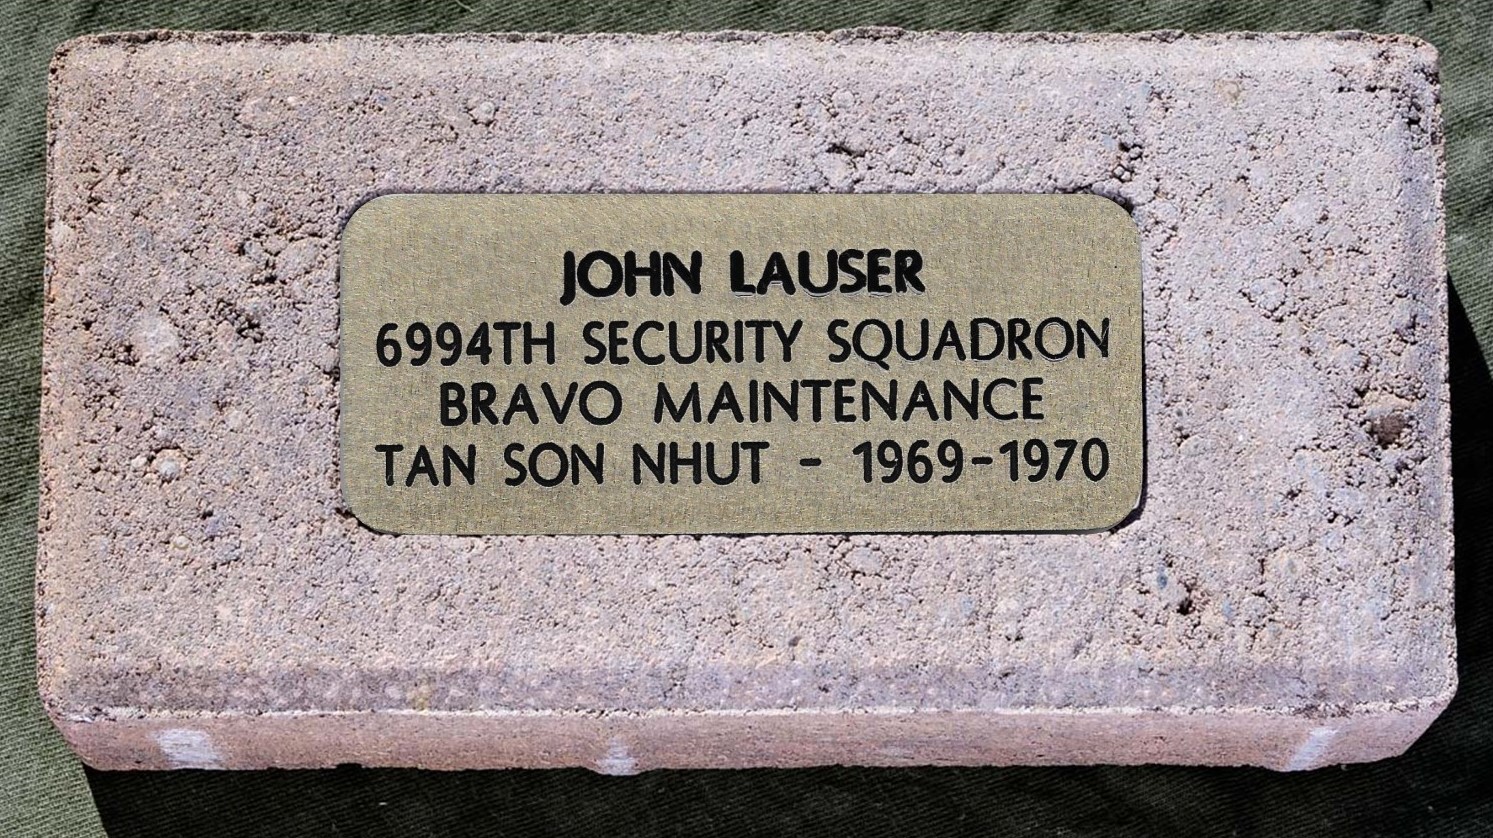 JOHN LAUSER
6994TH SECURITY SQUADRON
BRAVO MAINTENANCE
TAN SON NHUT - 1969-1970